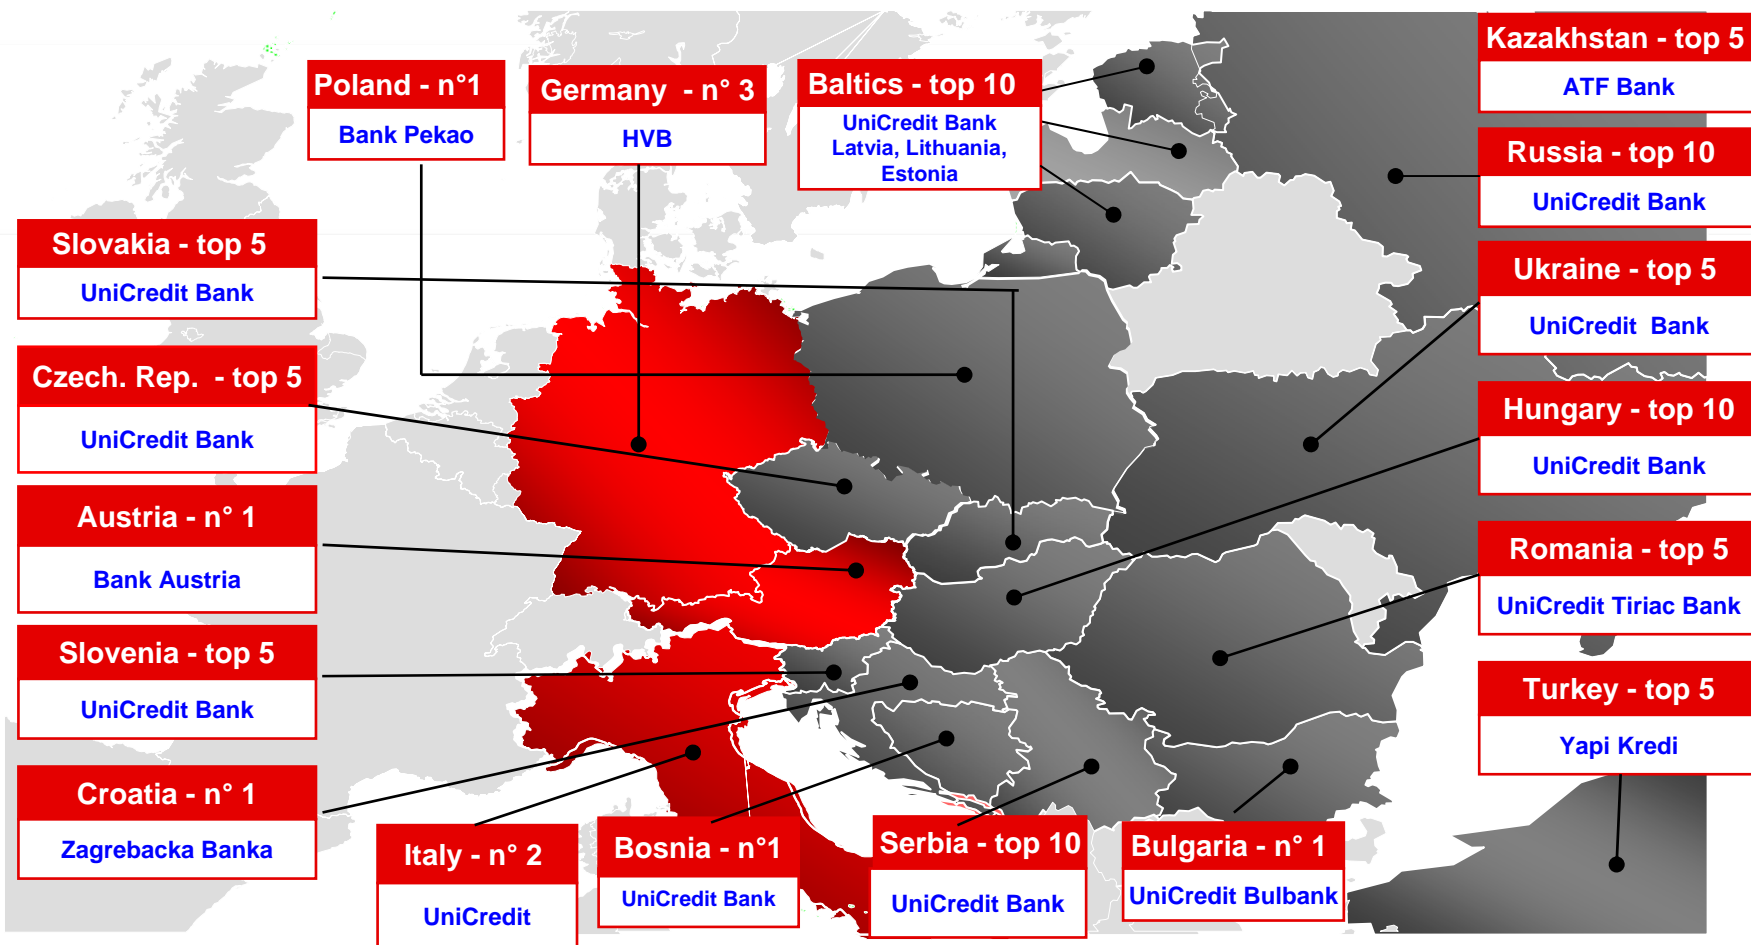 Poland - n°1
Bank Pekao
Germany - n° 3
HVB
Baltics - top 10
UniCredit Bank
Latvia, Lithuania,
Estonia
Kazakhstan - top 5
ATF Bank
Russia - top 10
UniCredit Bank
Slovakia - top 5
UniCredit Bank
Ukraine - top 5
UniCredit Bank
Czech. Rep. - top 5
UniCredit Bank
Hungary - top 10
UniCredit Bank
Austria - n° 1
Bank Austria
Romania - top 5
UniCredit Tiriac Bank
Slovenia - top 5
UniCredit Bank
Turkey - top 5
Yapi Kredi
Croatia - n° 1
Zagrebacka Banka
Italy - n° 2
UniCredit
Bosnia - n°1
UniCredit Bank
Serbia - top 10
UniCredit Bank
Bulgaria - n° 1
UniCredit Bulbank